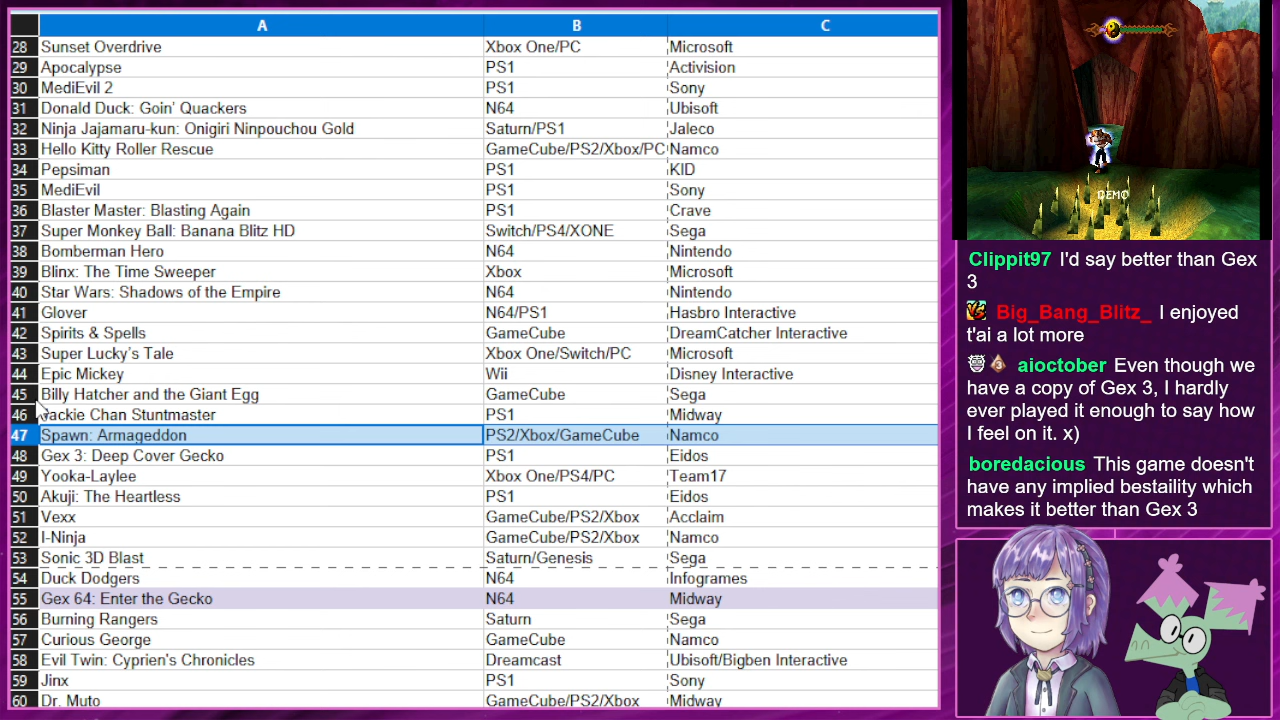 A B C
28 Sunset Overdrive Xbox One/PC Microsoft
29 Apocalypse PS1 Activision
30 MediEvil 2 PS1 Sony
31 Donald Duck: Goin' Quackers N64 Ubisoft
32 Ninja Jajamaru-kun: Onigiri Ninpouchou Gold Saturn/PS1 Jaleco
33 Hello Kitty Roller Rescue GameCube/PS2/Xbox/PC Namco
34 Pepsiman PS1 KID
35 MediEvil PS1 Sony
36 Blaster Master: Blasting Again PS1 Crave
37 Super Monkey Ball: Banana Blitz HD Switch/PS4/XONE Sega
38 Bomberman Hero N64 Nintendo
39 Blinx: The Time Sweeper Xbox Microsoft
40 Star Wars: Shadows of the Empire N64 Nintendo
41 Glover N64/PS1 Hasbro Interactive
42 Spirits & Spells GameCube DreamCatcher Interactive
43 Super Lucky's Tale Xbox One/Switch/PC Microsoft
44 Epic Mickey Wii Disney Interactive
45 Billy Hatcher and the Giant Egg GameCube Sega
46 Jackie Chan Stuntmaster PS1 Midway
47 Spawn: Armageddon PS2/Xbox/GameCube Namco
48 Gex 3: Deep Cover Gecko PS1 Eidos
49 Yooka-Laylee Xbox One/PS4/PC Team17
50 Akuji: The Heartless PS1 Eidos
51 Vexx GameCube/PS2/Xbox Acclaim
52 I-Ninja GameCube/PS2/Xbox Namco
53 Sonic 3D Blast Saturn/Genesis Sega
54 Duck Dodgers N64 Infogrames
55 Gex 64: Enter the Gecko N64 Midway
56 Burning Rangers Saturn Sega
57 Curious George GameCube Namco
58 Evil Twin: Cyprien's Chronicles Dreamcast Ubisoft/Bigben Interactive
59 Jinx PS1 Sony
60 Dr. Muto GameCube/PS2/Xbox Midway
DEMO
Clippit97 I'd say better than Gex
3
Big_Bang_Blitz_ I enjoyed
t'ai a lot more
aioctober Even though we
have a copy of Gex 3, I hardly
ever played it enough to say how
I feel on it. x)
boredacious This game doesn't
have any implied bestaility which
makes it better than Gex 3